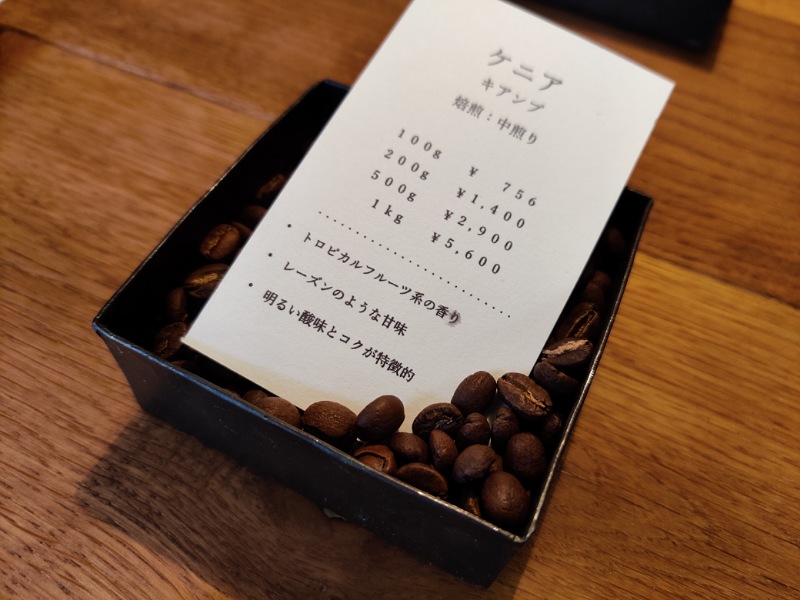 ケニア
キアンブ
焙煎：中煎り
100g ¥ 756
200g ¥1,400
500g ¥2,900
1kg ¥5,600
・トロピカルフルーツ系の香り
・レーズンのような甘味
・明るい酸味とコクが特徴的